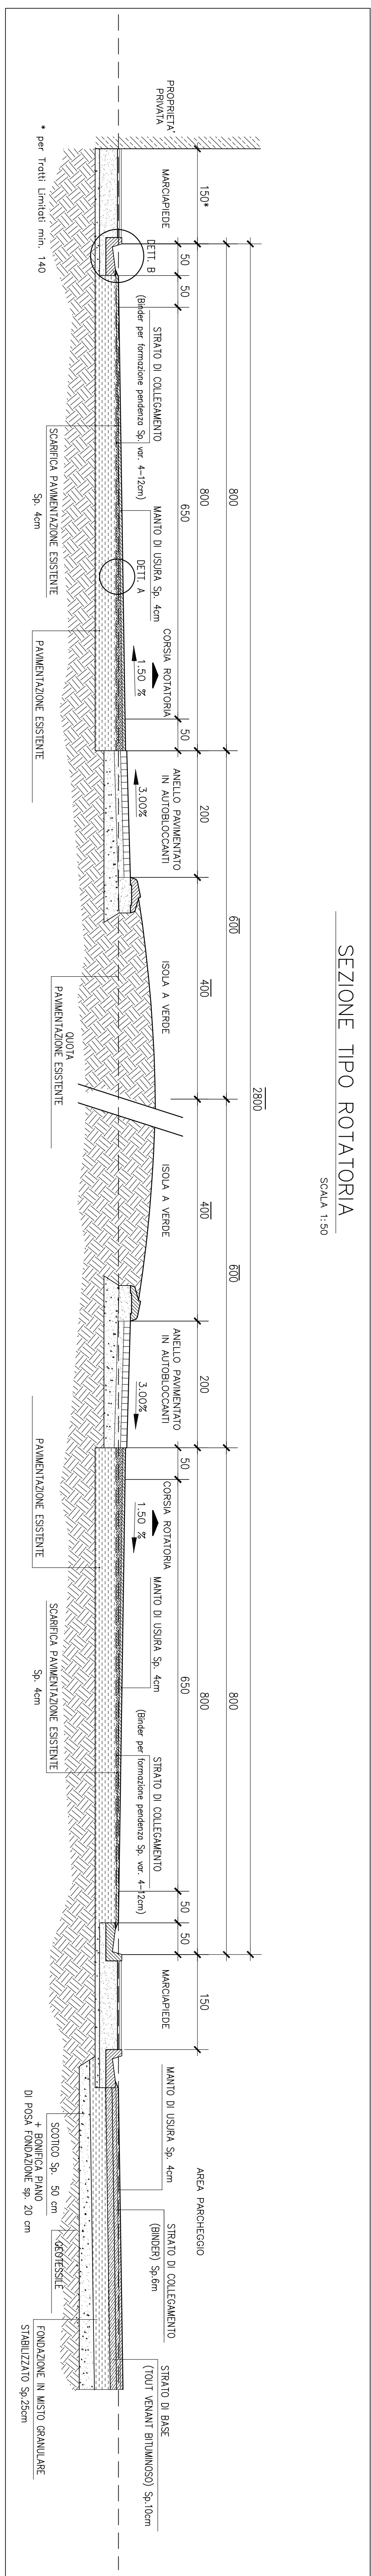 SEZIONE TIPO ROTATORIA
SCALA 1:50
2800
800
600
600
800
150*
800
200
400
400
200
800
150
50
50
650
50
50
650
50
50
PROPRIETA'
PRIVATA
MARCIAPIEDE
DETT. B
STRATO DI COLLEGAMENTO
(Binder per formazione pendenza Sp. var. 4-12cm)
MANTO DI USURA Sp. 4cm
DETT. A
CORSIA ROTATORIA
1.50 %
ANELLO PAVIMENTATO
IN AUTOBLOCCANTI
3.00%
ISOLA A VERDE
ISOLA A VERDE
ANELLO PAVIMENTATO
IN AUTOBLOCCANTI
3.00%
CORSIA ROTATORIA
1.50 %
MANTO DI USURA Sp. 4cm
STRATO DI COLLEGAMENTO
(Binder per formazione pendenza Sp. var. 4-12cm)
MARCIAPIEDE
AREA PARCHEGGIO
MANTO DI USURA Sp. 4cm
STRATO DI COLLEGAMENTO
(BINDER) Sp.6m
STRATO DI BASE
(TOUT VENANT BITUMINOSO) Sp.10cm
* per Tratti Limitati min. 140
SCARIFICA PAVIMENTAZIONE ESISTENTE
Sp. 4cm
PAVIMENTAZIONE ESISTENTE
QUOTA
PAVIMENTAZIONE ESISTENTE
PAVIMENTAZIONE ESISTENTE
SCARIFICA PAVIMENTAZIONE ESISTENTE
Sp. 4cm
SCOTICO Sp. 50 cm
+ BONIFICA PIANO
DI POSA FONDAZIONE sp. 20 cm
GEOTESSILE
FONDAZIONE IN MISTO GRANULARE
STABILIZZATO Sp.25cm